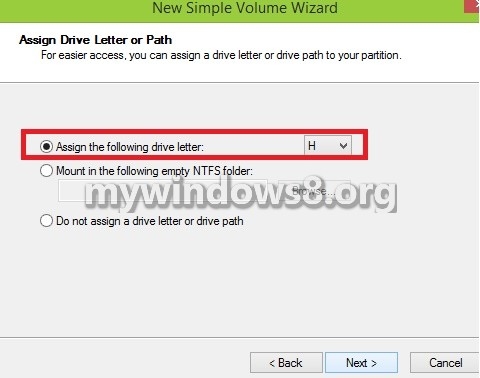 New Simple Volume Wizard
Assign Drive Letter or Path
For easier access, you can assign a drive letter or drive path to your partition.
Assign the following drive letter: H
Mount in the following empty NTFS folder:
Browse...
mywindows8.org
Do not assign a drive letter or drive path
< Back Next > Cancel